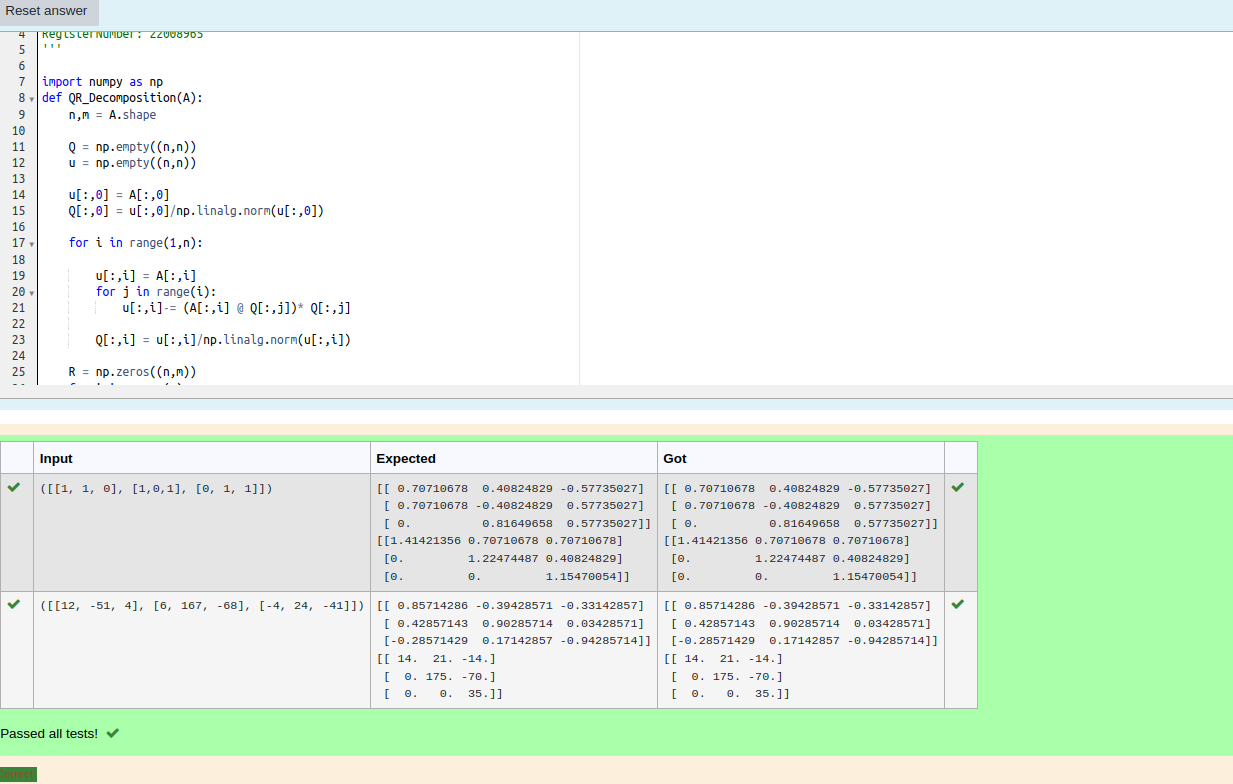 Reset answer
4 RegisterNumber: 22008965
5 '''
6
7 import numpy as np
8 def QR_Decomposition(A):
9 n,m = A.shape
10
11 Q = np.empty((n,n))
12 u = np.empty((n,n))
13
14 u[:,0] = A[:,0]
15 Q[:,0] = u[:,0]/np.linalg.norm(u[:,0])
16
17 for i in range(1,n):
18
19 u[:,i] = A[:,i]
20 for j in range(i):
21 u[:,i]-= (A[:,i] @ Q[:,j])* Q[:,j]
22
23 Q[:,i] = u[:,i]/np.linalg.norm(u[:,i])
24
25 R = np.zeros((n,m))
Input Expected Got
([[1, 1, 0], [1,0,1], [0, 1, 1]]) [[ 0.70710678 0.40824829 -0.57735027] [[ 0.70710678 0.40824829 -0.57735027]
[ 0.70710678 -0.40824829 0.57735027] [ 0.70710678 -0.40824829 0.57735027]
[ 0. 0.81649658 0.57735027]] [ 0. 0.81649658 0.57735027]]
[[1.41421356 0.70710678 0.70710678] [[1.41421356 0.70710678 0.70710678]
[0. 1.22474487 0.40824829] [0. 1.22474487 0.40824829]
[0. 0. 1.15470054]] [0. 0. 1.15470054]]
([[12, -51, 4], [6, 167, -68], [-4, 24, -41]]) [[ 0.85714286 -0.39428571 -0.33142857] [[ 0.85714286 -0.39428571 -0.33142857]
[ 0.42857143 0.90285714 0.03428571] [ 0.42857143 0.90285714 0.03428571]
[-0.28571429 0.17142857 -0.94285714]] [-0.28571429 0.17142857 -0.94285714]]
[[ 14. 21. -14.] [[ 14. 21. -14.]
[ 0. 175. -70.] [ 0. 175. -70.]
[ 0. 0. 35.]] [ 0. 0. 35.]]
Passed all tests!